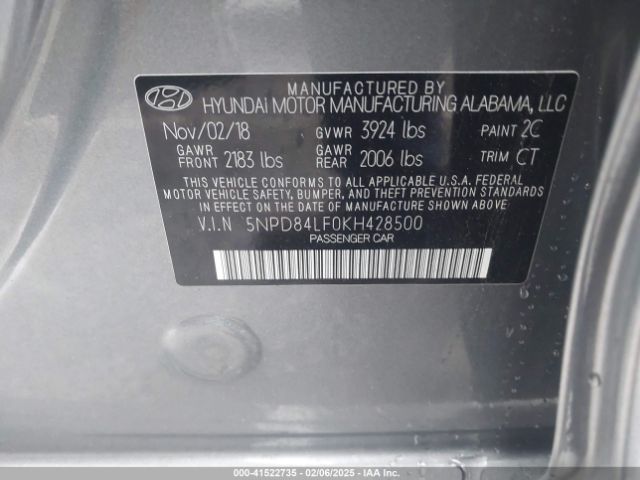 MANUFACTURED BY
HYUNDAI MOTOR MANUFACTURING ALABAMA, LLC
Nov/02/18 GVWR 3924 lbs PAINT 2C
GAWR FRONT 2183 lbs GAWR REAR 2006 lbs TRIM CT
THIS VEHICLE CONFORMS TO ALL APPLICABLE U.S.A. FEDERAL
MOTOR VEHICLE SAFETY, BUMPER, AND THEFT PREVENTION STANDARDS
IN EFFECT ON THE DATE OF MANUFACTURE SHOWN ABOVE.
V.I.N 5NPD84LF0KH428500
PASSENGER CAR
000-41522735 - 02/06/2025 - IAAI.COM